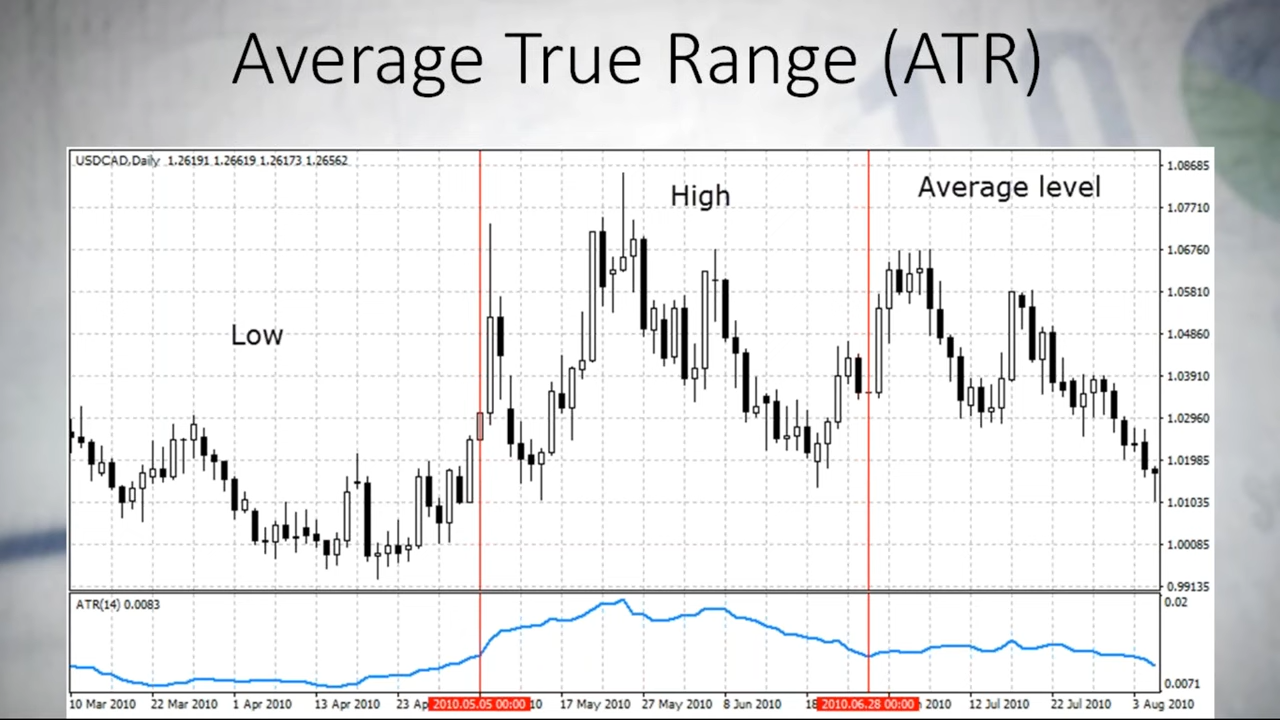 Average True Range (ATR)
USDCAD,Daily 1.26191 1.26619 1.26173 1.26562
1.08685
Average level
High
1.07710
1.06760
1.05810
Low
1.04860
1.03910
1.02960
1.01985
1.01035
1.00085
0.99135
ATR(14) 0.0083
0.02
0.0071
10 Mar 2010 22 Mar 2010 1 Apr 2010 13 Apr 2010 23 2010.05.05 00:00 17 May 2010 27 May 2010 8 Jun 2010 2010.06.28 00:00 2010 12 Jul 2010 22 Jul 2010 3 Aug 2010